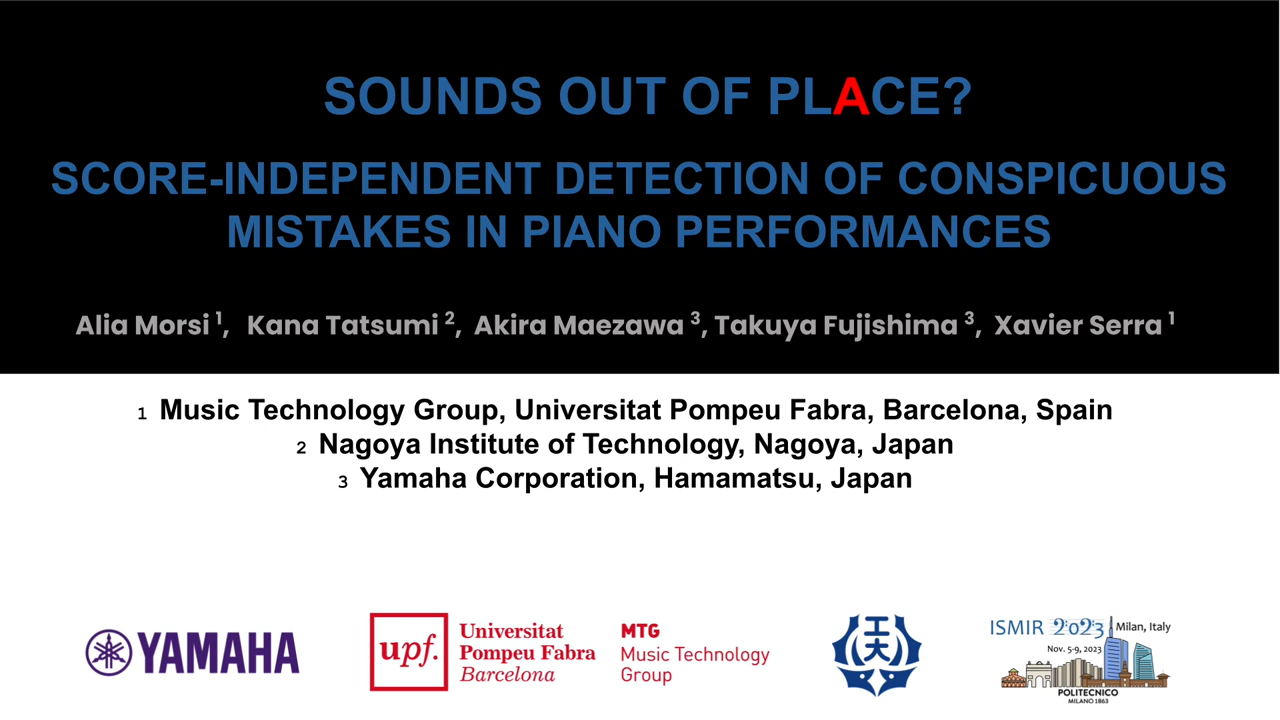 SOUNDS OUT OF PLACE?
SCORE-INDEPENDENT DETECTION OF CONSPICUOUS
MISTAKES IN PIANO PERFORMANCES
Alia Morsi 1, Kana Tatsumi 2, Akira Maezawa 3, Takuya Fujishima 3, Xavier Serra 1
1 Music Technology Group, Universitat Pompeu Fabra, Barcelona, Spain
2 Nagoya Institute of Technology, Nagoya, Japan
3 Yamaha Corporation, Hamamatsu, Japan
YAMAHA
upf.
Universitat
Pompeu Fabra
Barcelona
MTG
Music Technology
Group
工大
ISMIR 2023 Milan, Italy
Nov. 5-9, 2023
POLITECNICO
MILANO 1863